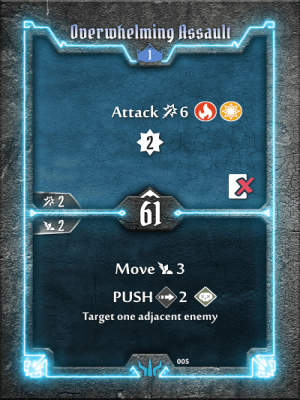 Overwhelming Assault
1
Attack 6
2
2
61
2
Move 3
PUSH 2
Target one adjacent enemy
005